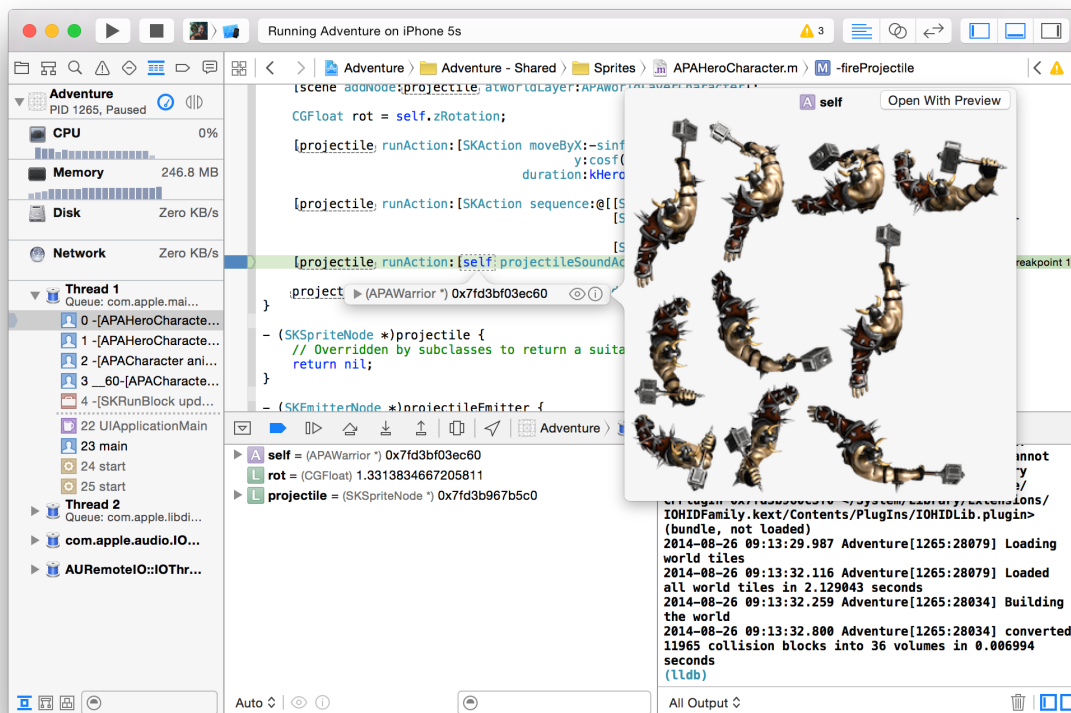 Running Adventure on iPhone 5s
3
Adventure
Adventure - Shared
Sprites
m APAHeroCharacter.m
M -fireProjectile
Adventure
PID 1265, Paused
CPU
0%
Memory
246.8 MB
Disk
Zero KB/s
Network
Zero KB/s
Thread 1
Queue: com.apple.mai...
0 -[APAHeroCharacte...
1 -[APAHeroCharacte...
2 -[APACharacter ani...
3 __60-[APACharacte...
4 -[SKRunBlock upd...
22 UIApplicationMain
23 main
24 start
25 start
Thread 2
Queue: com.apple.libdi...
com.apple.audio.IO...
AURemoteIO::IOThr...
[scene addNode:projectile atWorldLayer:APAWorldLayerCharacter];
CGFloat rot = self.zRotation;
[projectile runAction:[SKAction moveByX:-sinf
y:cosf(
duration:kHero
[projectile runAction:[SKAction sequence:@[[S
[S
[S
[projectile runAction:[self projectileSoundAc
reakpoint 1
project
(APAWarrior *) 0x7fd3bf03ec60
}
- (SKSpriteNode *)projectile {
// Overridden by subclasses to return a suita
return nil;
}
- (SKEmitterNode *)projectileEmitter {
A self
Open With Preview
Adventure
A self = (APAWarrior *) 0x7fd3bf03ec60
L rot = (CGFloat) 1.3313834667205811
L projectile = (SKSpriteNode *) 0x7fd3b967b5c0
Auto
annot
ry
e/
IOHIDFamily.kext/Contents/PlugIns/IOHIDLib.plugin>
(bundle, not loaded)
2014-08-26 09:13:29.987 Adventure[1265:28079] Loading
world tiles
2014-08-26 09:13:32.116 Adventure[1265:28079] Loaded
all world tiles in 2.129043 seconds
2014-08-26 09:13:32.259 Adventure[1265:28034] Building
the world
2014-08-26 09:13:32.800 Adventure[1265:28034] converted
11965 collision blocks into 36 volumes in 0.006994
seconds
(lldb)
All Output